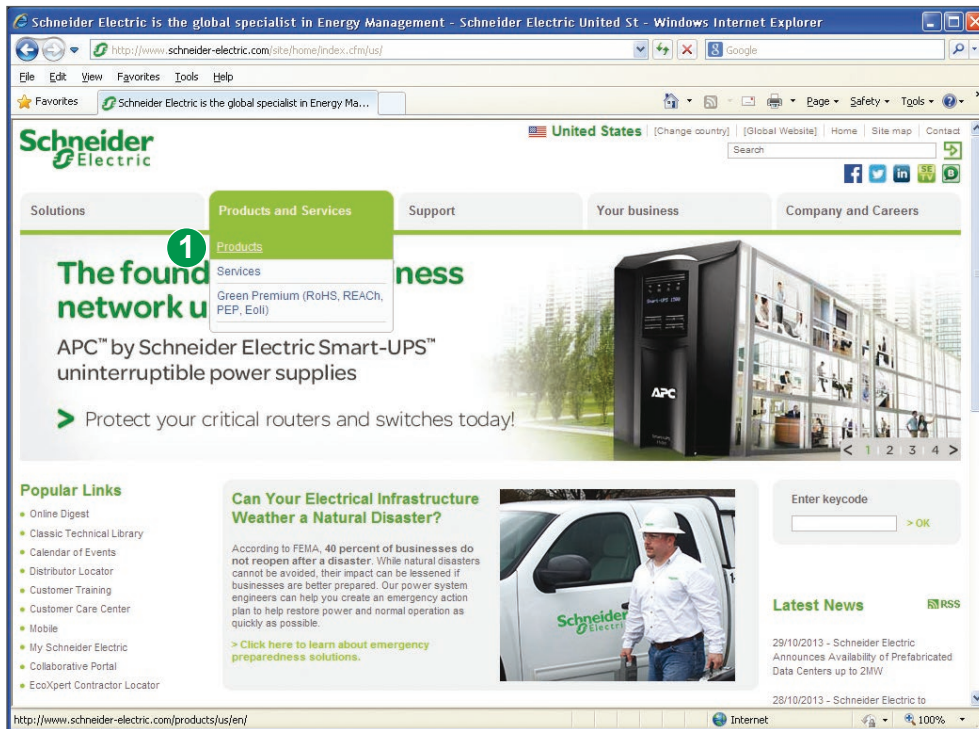 Schneider Electric is the global specialist in Energy Management - Schneider Electric United St - Windows Internet Explorer
http://www.schneider-electric.com/site/home/index.cfm/us/
Google
File Edit View Favorites Tools Help
Favorites
Schneider Electric is the global specialist in Energy Ma...
Page Safety Tools
Schneider
Electric
United States [Change country] [Global Website] Home Site map Contact
Search
SE
TV
B
Solutions
Products and Services
Support
Your business
Company and Careers
1
Products
Services
Green Premium (RoHS, REACh,
PEP, Eoli)
The found ness
network u
APC™ by Schneider Electric Smart-UPS™
uninterruptible power supplies
> Protect your critical routers and switches today!
Smart-UPS 1500
APC
< 1 2 3 4 >
Popular Links
Online Digest
Classic Technical Library
Calendar of Events
Distributor Locator
Customer Training
Customer Care Center
Mobile
My Schneider Electric
Collaborative Portal
EcoXpert Contractor Locator
Can Your Electrical Infrastructure
Weather a Natural Disaster?
According to FEMA, 40 percent of businesses do
not reopen after a disaster. While natural disasters
cannot be avoided, their impact can be lessened if
businesses are better prepared. Our power system
engineers can help you create an emergency action
plan to help restore power and normal operation as
quickly as possible.
> Click here to learn about emergency
preparedness solutions.
Schneider
Electric
Enter keycode
> OK
Latest News
RSS
29/10/2013 - Schneider Electric
Announces Availability of Prefabricated
Data Centers up to 2MW
28/10/2013 - Schneider Electric to
http://www.schneider-electric.com/products/us/en/
Internet
100%